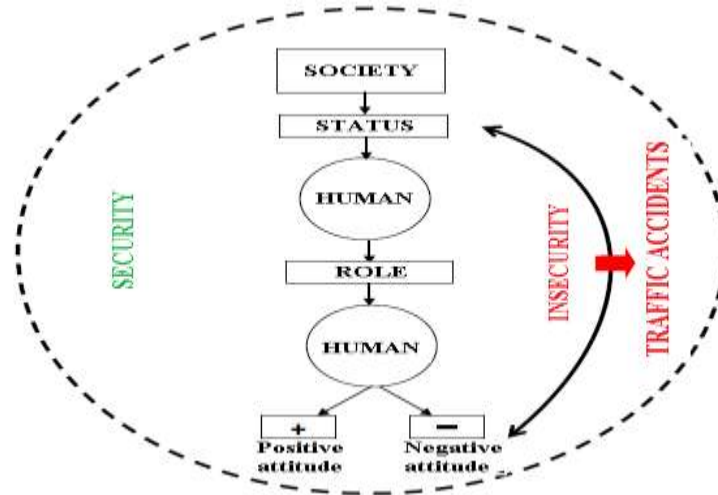 SOCIETY
STATUS
HUMAN
SECURITY
INSECURITY
TRAFFIC ACCIDENTS
ROLE
HUMAN
+
−
Positive
attitude
Negative
attitude